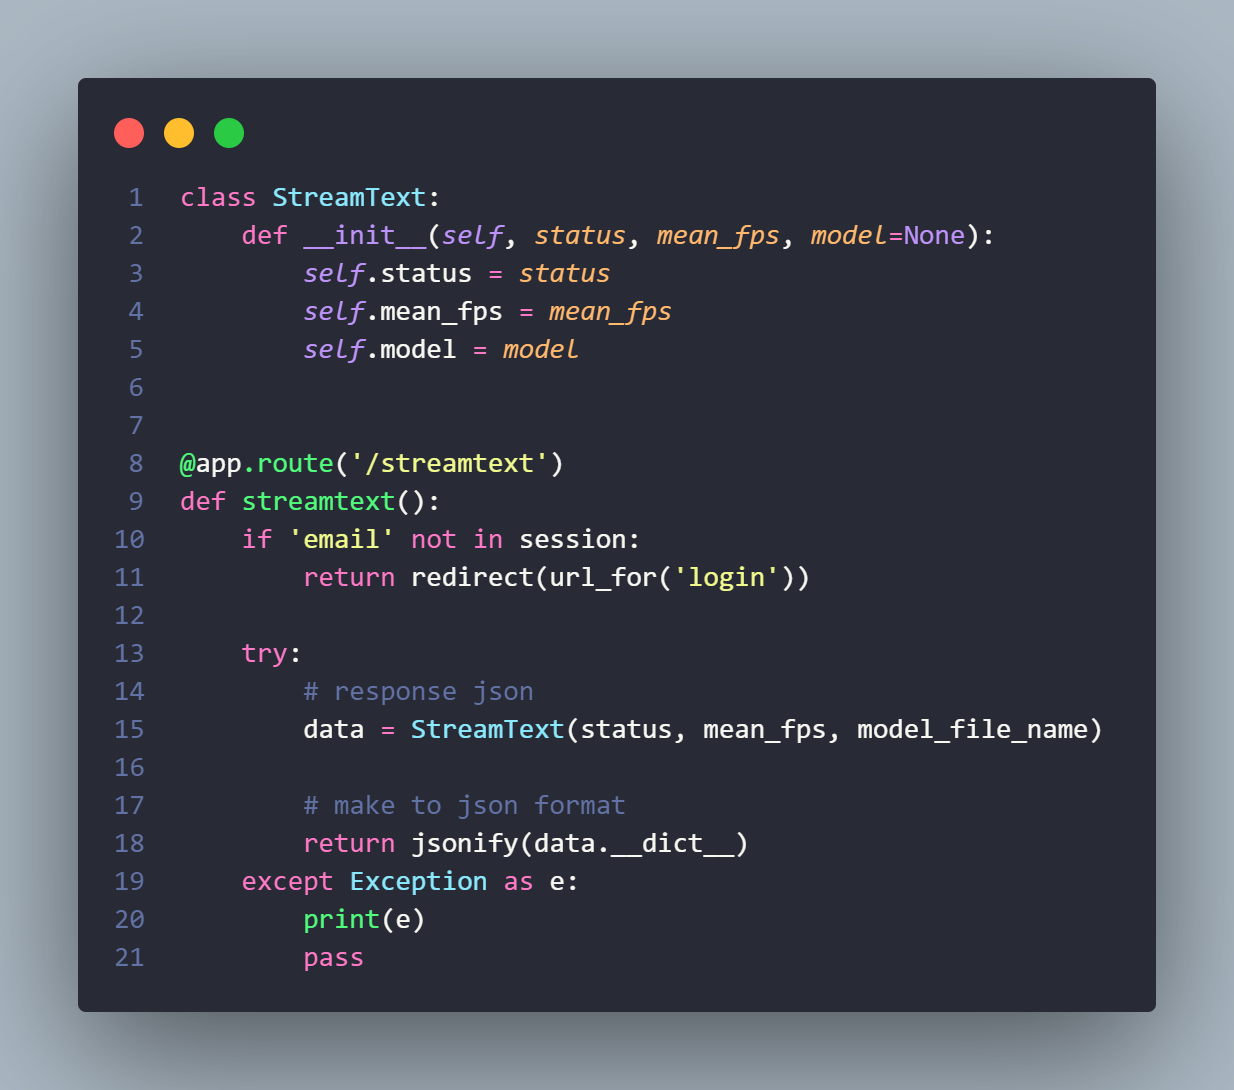 1 class StreamText:
2     def __init__(self, status, mean_fps, model=None):
3         self.status = status
4         self.mean_fps = mean_fps
5         self.model = model
6
7
8 @app.route('/streamtext')
9 def streamtext():
10     if 'email' not in session:
11         return redirect(url_for('login'))
12
13     try:
14         # response json
15         data = StreamText(status, mean_fps, model_file_name)
16
17         # make to json format
18         return jsonify(data.__dict__)
19     except Exception as e:
20         print(e)
21         pass